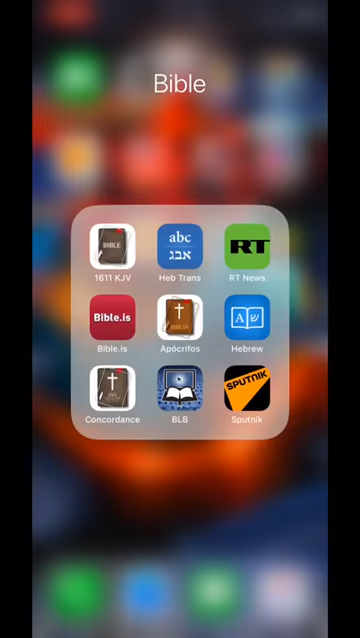 Bible
BIBLE
abc
אבג
RT
1611 KJV
Heb Trans
RT News
Bible.is
BIBLIA
A
Bible.is
Apócrifos
Hebrew
SPUTNIK
Concordance
BLB
Sputnik